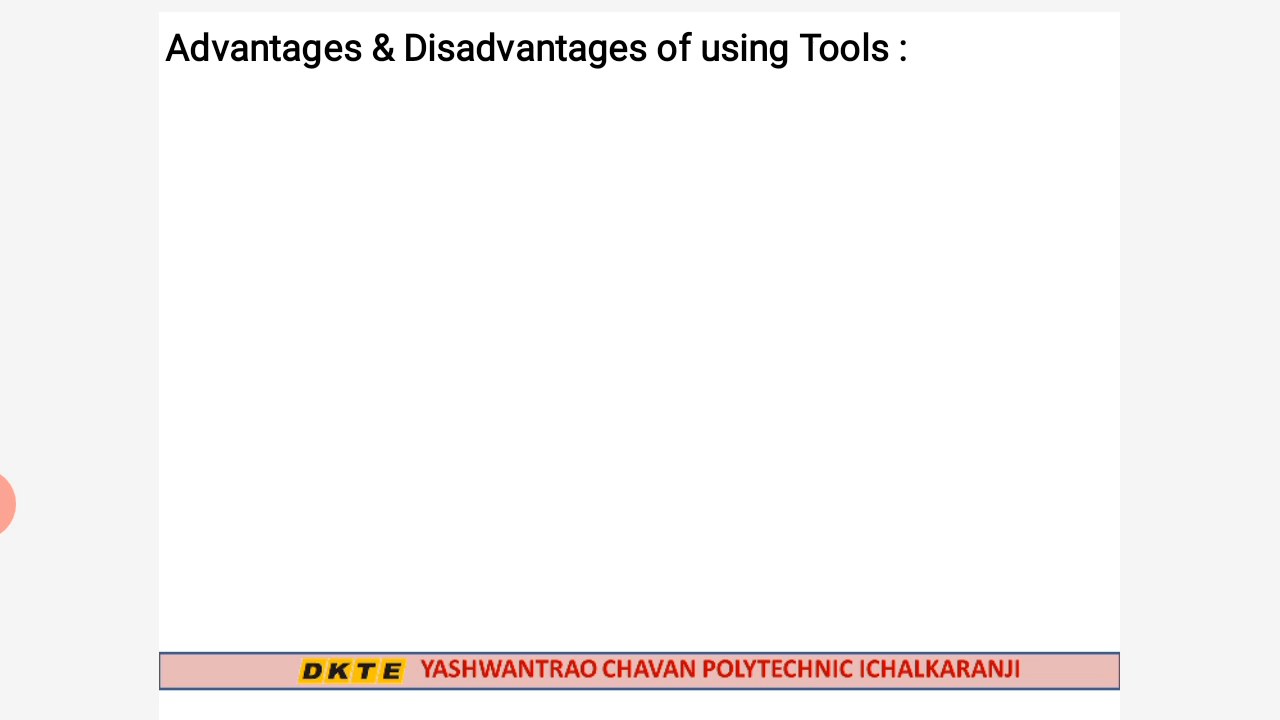 Advantages & Disadvantages of using Tools :
DKTE YASHWANTRAO CHAVAN POLYTECHNIC ICHALKARANJI